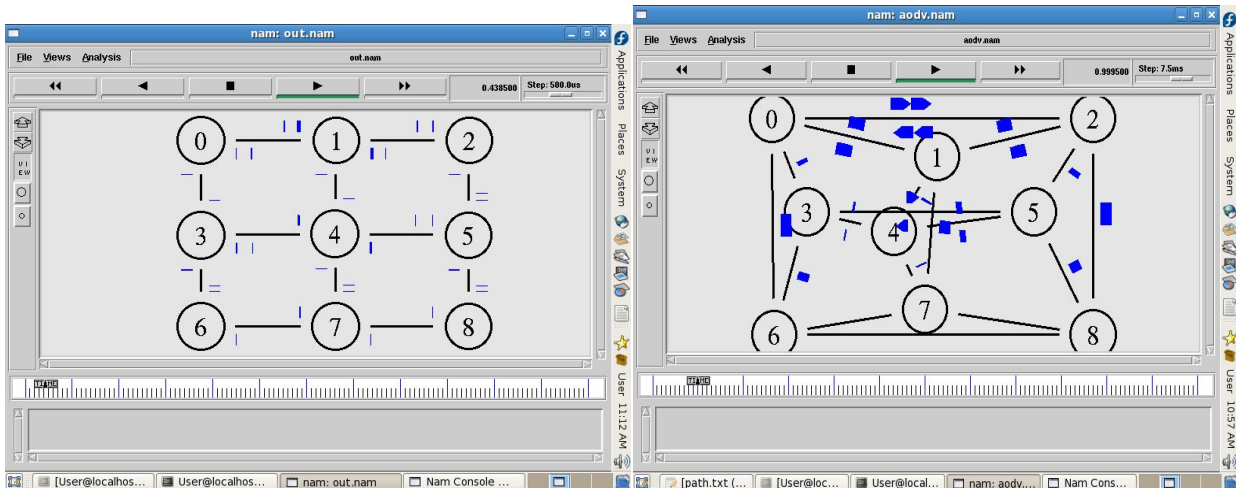 nam: out.nam
File Views Analysis out.nam
0.438500 Step: 500.0us
VIEW
0 1 2
3 4 5
6 7 8
TIME
[User@localhos... User@localhos... nam: out.nam Nam Console ...
Applications Places System User 11:12 AM
nam: aodv.nam
File Views Analysis aodv.nam
0.999500 Step: 7.5ms
VIEW
0 2
1
3 4 5
7
6 8
TIME
[path.txt (... [User@loc... User@local... nam: aodv.... Nam Cons...
Applications Places System User 10:57 AM